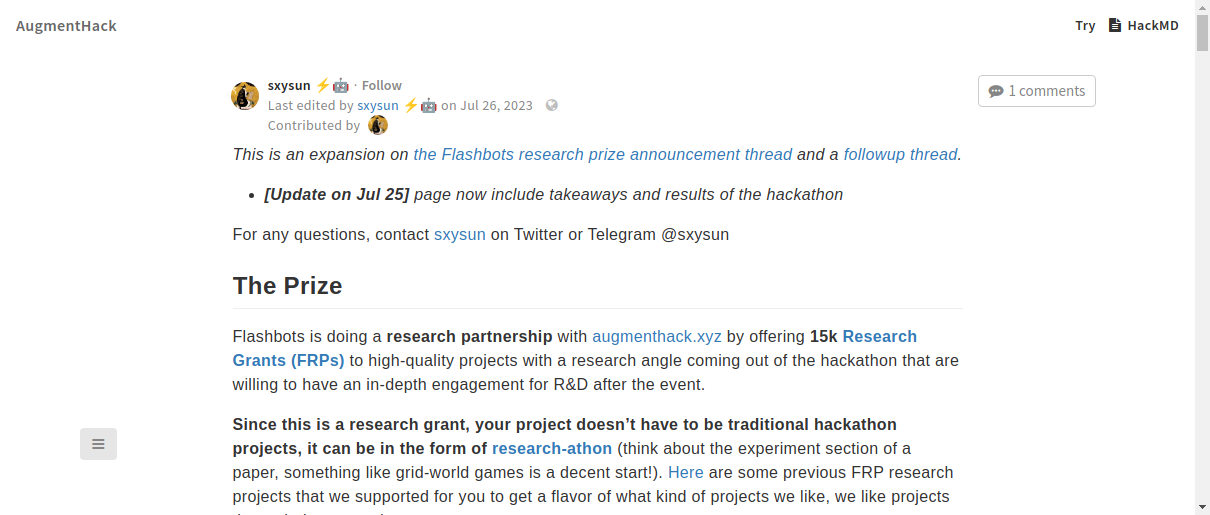 AugmentHack
Try HackMD
sxysun ⚡🤖 · Follow
1 comments
Last edited by sxysun ⚡🤖 on Jul 26, 2023
Contributed by
This is an expansion on the Flashbots research prize announcement thread and a followup thread.
• [Update on Jul 25] page now include takeaways and results of the hackathon
For any questions, contact sxysun on Twitter or Telegram @sxysun
The Prize
Flashbots is doing a research partnership with augmenthack.xyz by offering 15k Research
Grants (FRPs) to high-quality projects with a research angle coming out of the hackathon that are
willing to have an in-depth engagement for R&D after the event.
Since this is a research grant, your project doesn’t have to be traditional hackathon
projects, it can be in the form of research-athon (think about the experiment section of a
paper, something like grid-world games is a decent start!). Here are some previous FRP research
projects that we supported for you to get a flavor of what kind of projects we like, we like projects